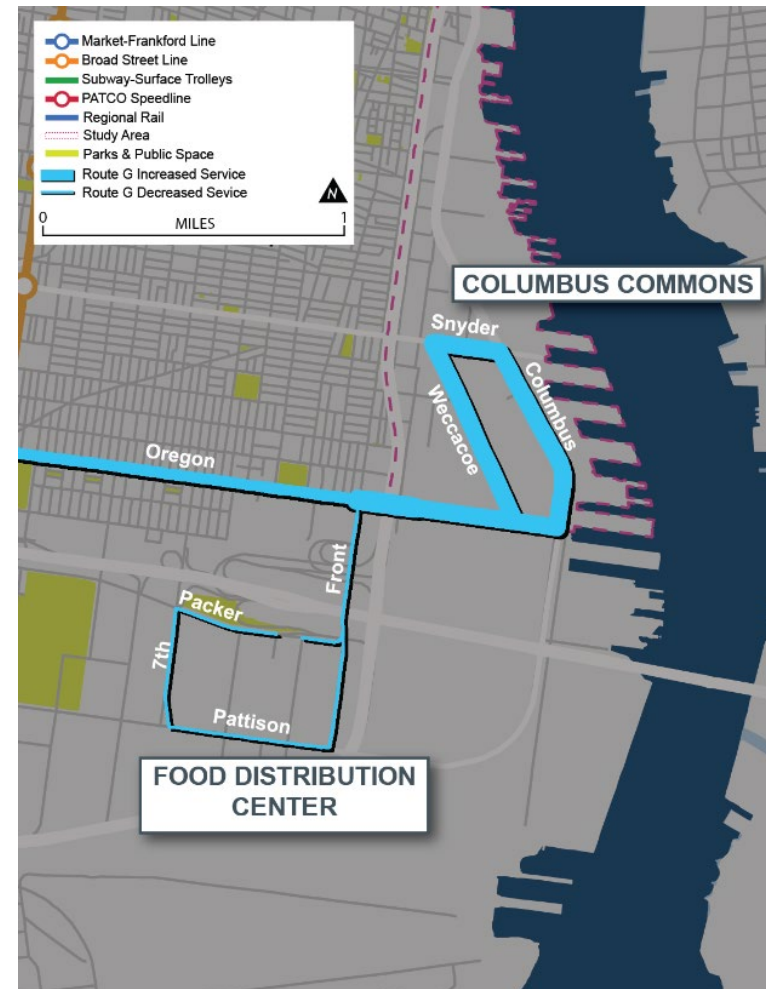 Market-Frankford Line
Broad Street Line
Subway-Surface Trolleys
PATCO Speedline
Regional Rail
Study Area
Parks & Public Space
Route G Increased Service
Route G Decreased Sevice
N
0
1
MILES
COLUMBUS COMMONS
Snyder
Columbus
Weccacoe
Oregon
Front
Packer
7th
Pattison
FOOD DISTRIBUTION
CENTER